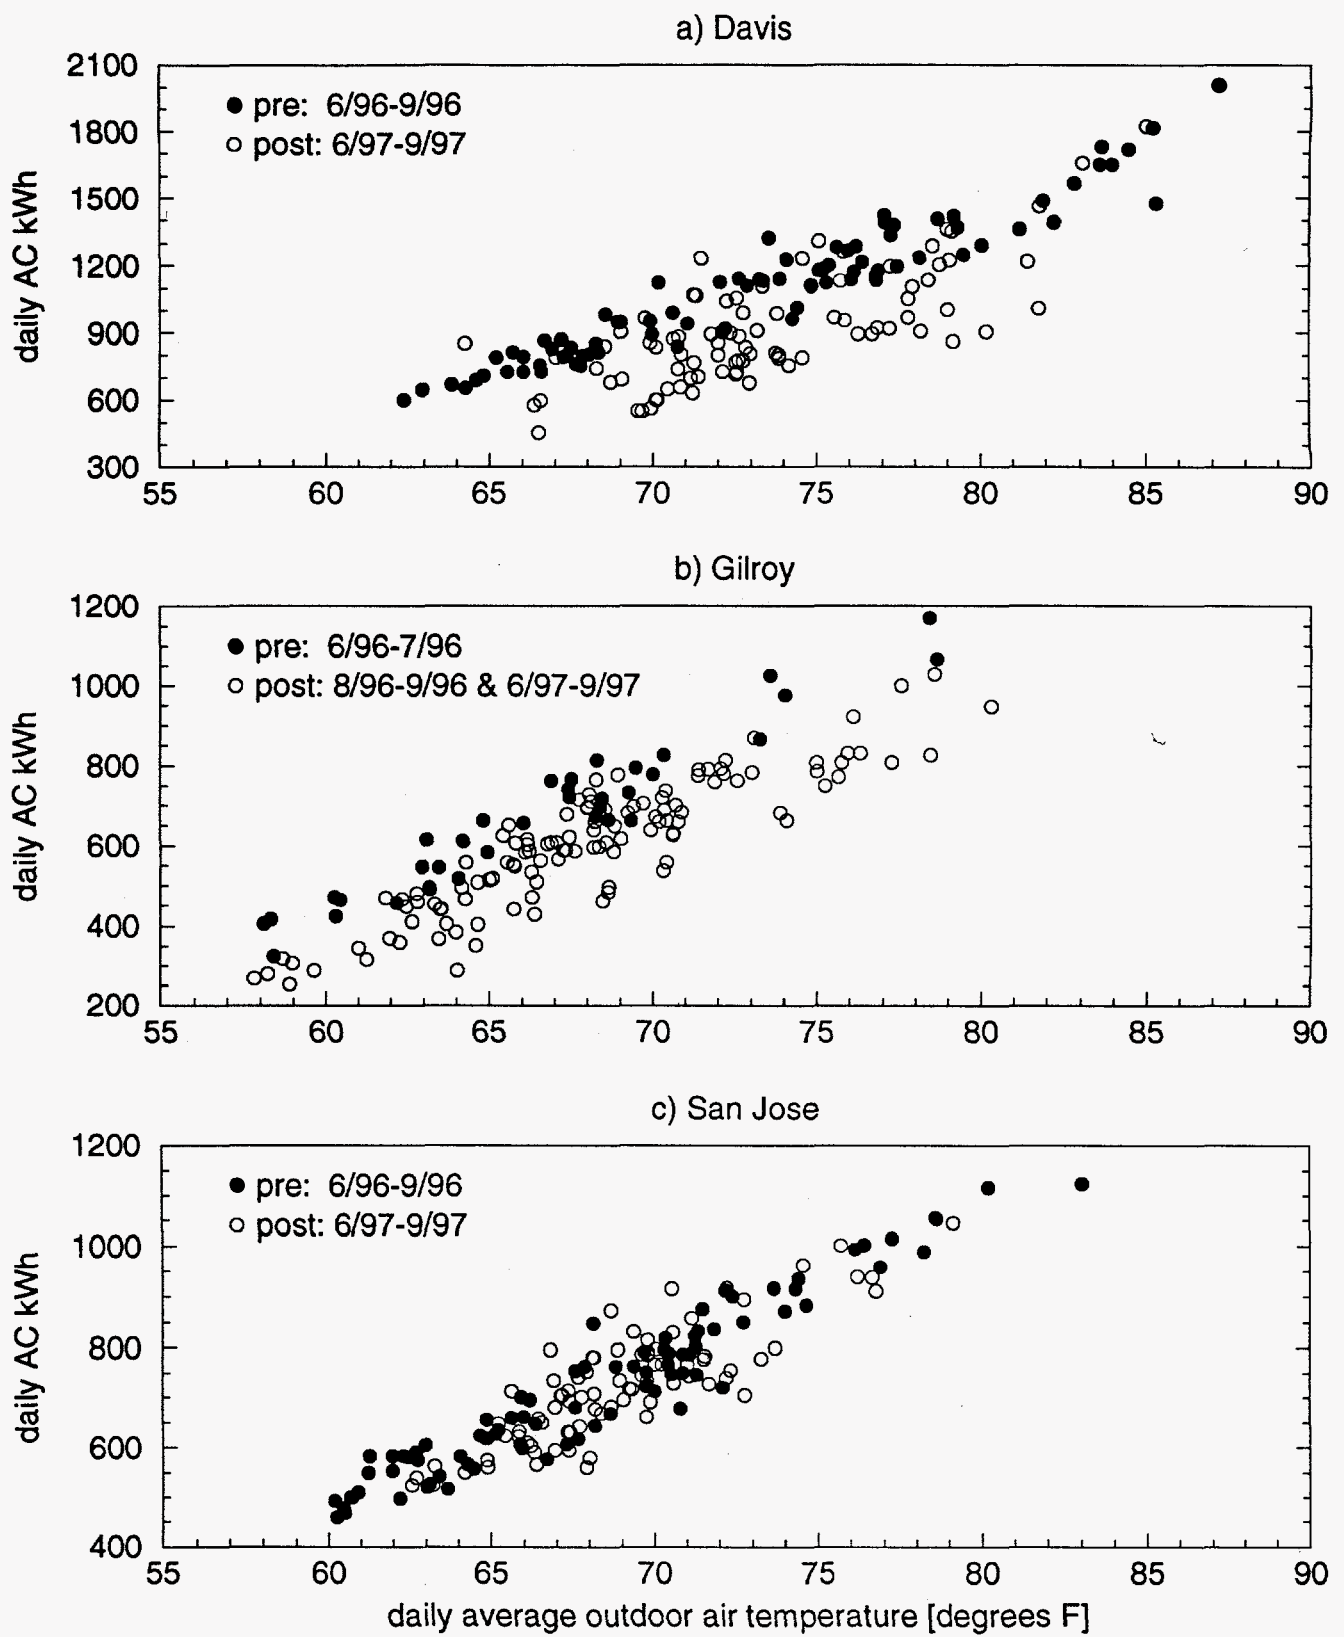 a) Davis
2100
1800
1500
1200
900
600
300
daily AC kWh
pre: 6/96-9/96
post: 6/97-9/97
55 60 65 70 75 80 85 90
b) Gilroy
1200
1000
800
600
400
200
daily AC kWh
pre: 6/96-7/96
post: 8/96-9/96 & 6/97-9/97
55 60 65 70 75 80 85 90
c) San Jose
1200
1000
800
600
400
daily AC kWh
pre: 6/96-9/96
post: 6/97-9/97
55 60 65 70 75 80 85 90
daily average outdoor air temperature [degrees F]